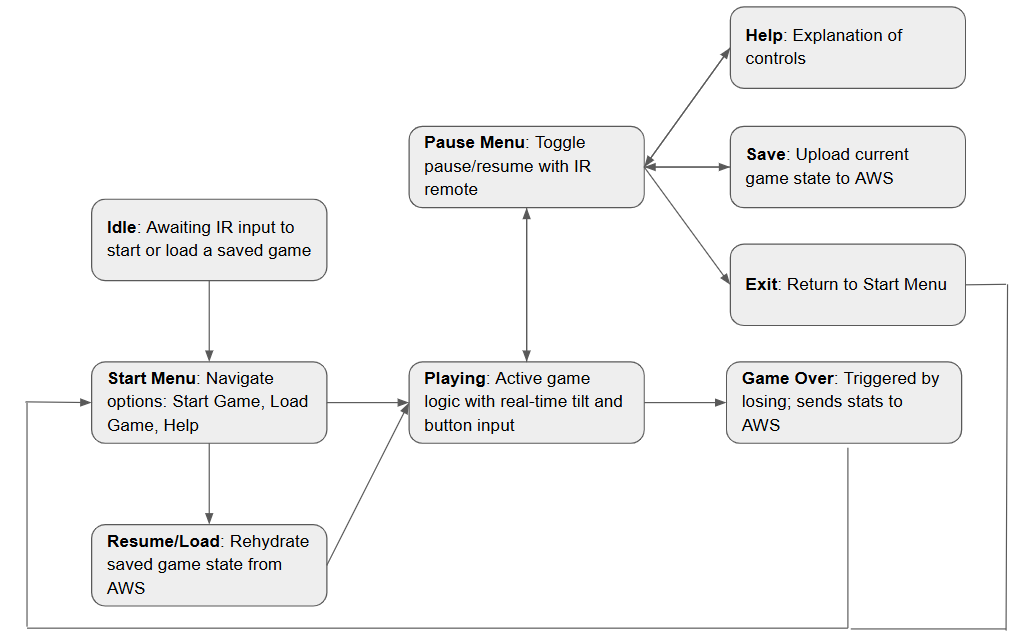 Help: Explanation of
controls
Pause Menu: Toggle
pause/resume with IR
remote
Save: Upload current
game state to AWS
Idle: Awaiting IR input to
start or load a saved game
Exit: Return to Start Menu
Start Menu: Navigate
options: Start Game, Load
Game, Help
Playing: Active game
logic with real-time tilt and
button input
Game Over: Triggered by
losing; sends stats to
AWS
Resume/Load: Rehydrate
saved game state from
AWS